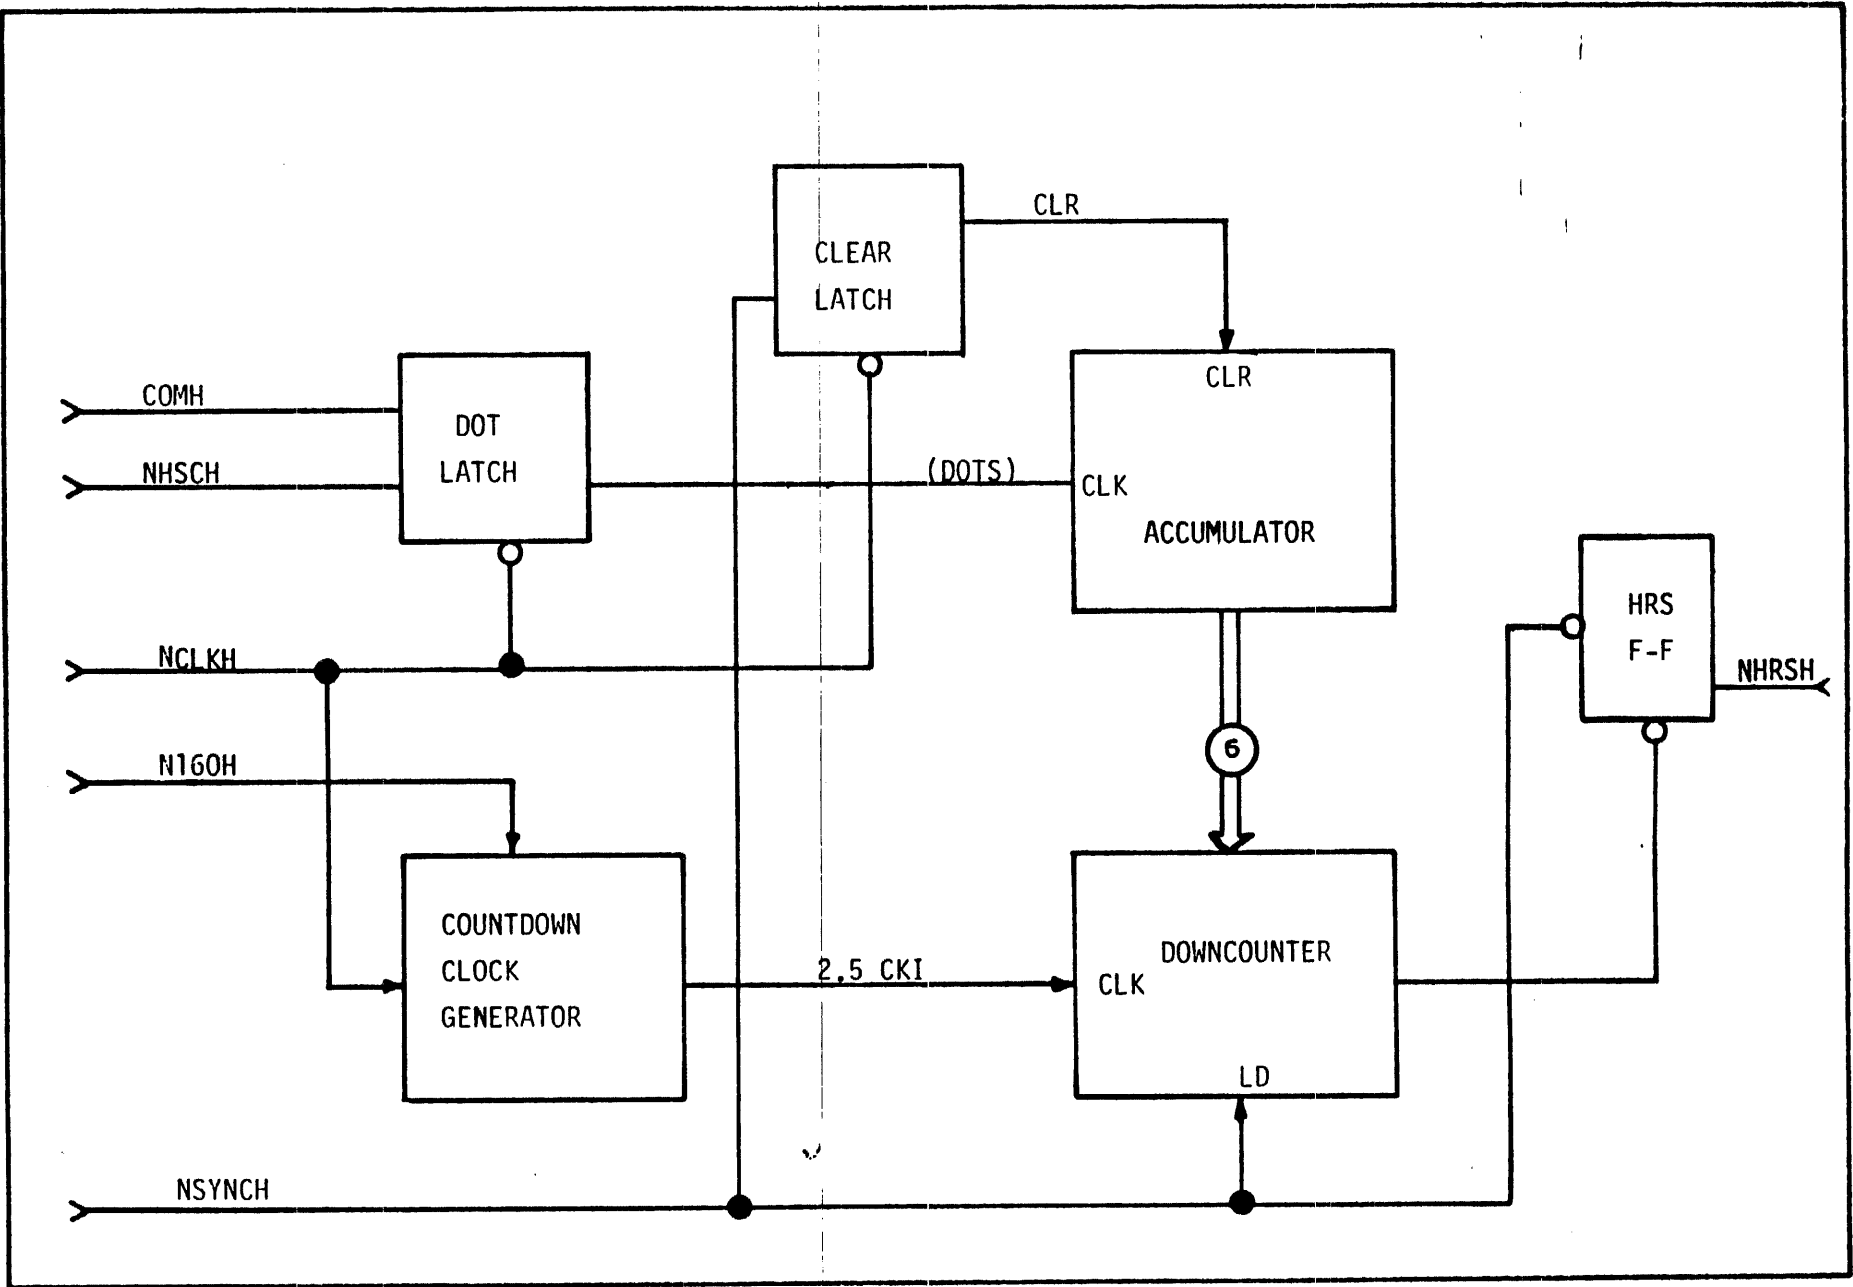 CLR
CLEAR
LATCH
CLR
COMH
DOT
LATCH
NHSCH
(DOTS)
CLK
ACCUMULATOR
HRS
F-F
NCLKH
NHRSH
N16OH
6
COUNTDOWN
CLOCK
GENERATOR
2.5 CKI
DOWNCOUNTER
CLK
LD
NSYNCH